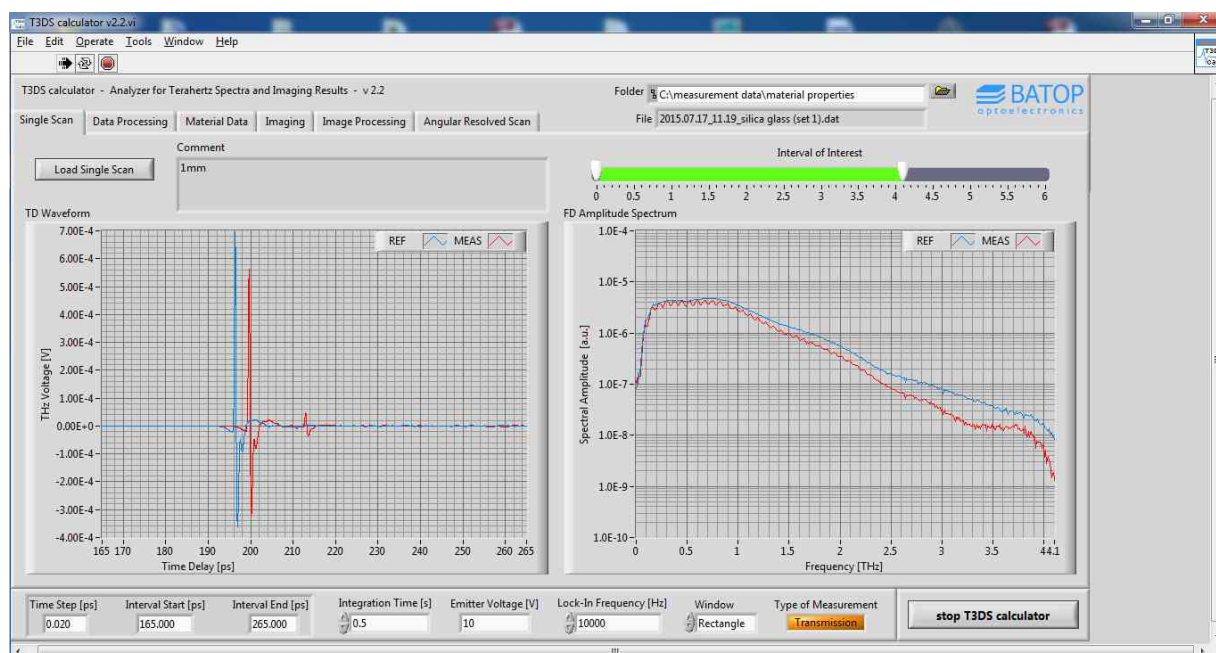 T3DS calculator v2.2.vi
File Edit Operate Tools Window Help
T3DS calculator - Analyzer for Terahertz Spectra and Imaging Results - v 2.2
Folder C:\measurement data\material properties
BATOP
optoelectronics
File 2015.07.17_11.19_silica glass (set 1).dat
Single Scan Data Processing Material Data Imaging Image Processing Angular Resolved Scan
Load Single Scan
Comment
1mm
Interval of Interest
0 0.5 1 1.5 2 2.5 3 3.5 4 4.5 5 5.5 6
TD Waveform
REF MEAS
THz Voltage [V]
7.00E-4
6.00E-4
5.00E-4
4.00E-4
3.00E-4
2.00E-4
1.00E-4
0.00E+0
-1.00E-4
-2.00E-4
-3.00E-4
-4.00E-4
165 170 180 190 200 210 220 230 240 250 260 265
Time Delay [ps]
FD Amplitude Spectrum
REF MEAS
Spectral Amplitude [a.u.]
1.0E-4
1.0E-5
1.0E-6
1.0E-7
1.0E-8
1.0E-9
1.0E-10
0 0.5 1 1.5 2 2.5 3 3.5 4 4.1
Frequency [THz]
Time Step [ps] Interval Start [ps] Interval End [ps] Integration Time [s] Emitter Voltage [V] Lock-In Frequency [Hz] Window Type of Measurement
0.020 165.000 265.000 0.5 10 10000 Rectangle Transmission
stop T3DS calculator